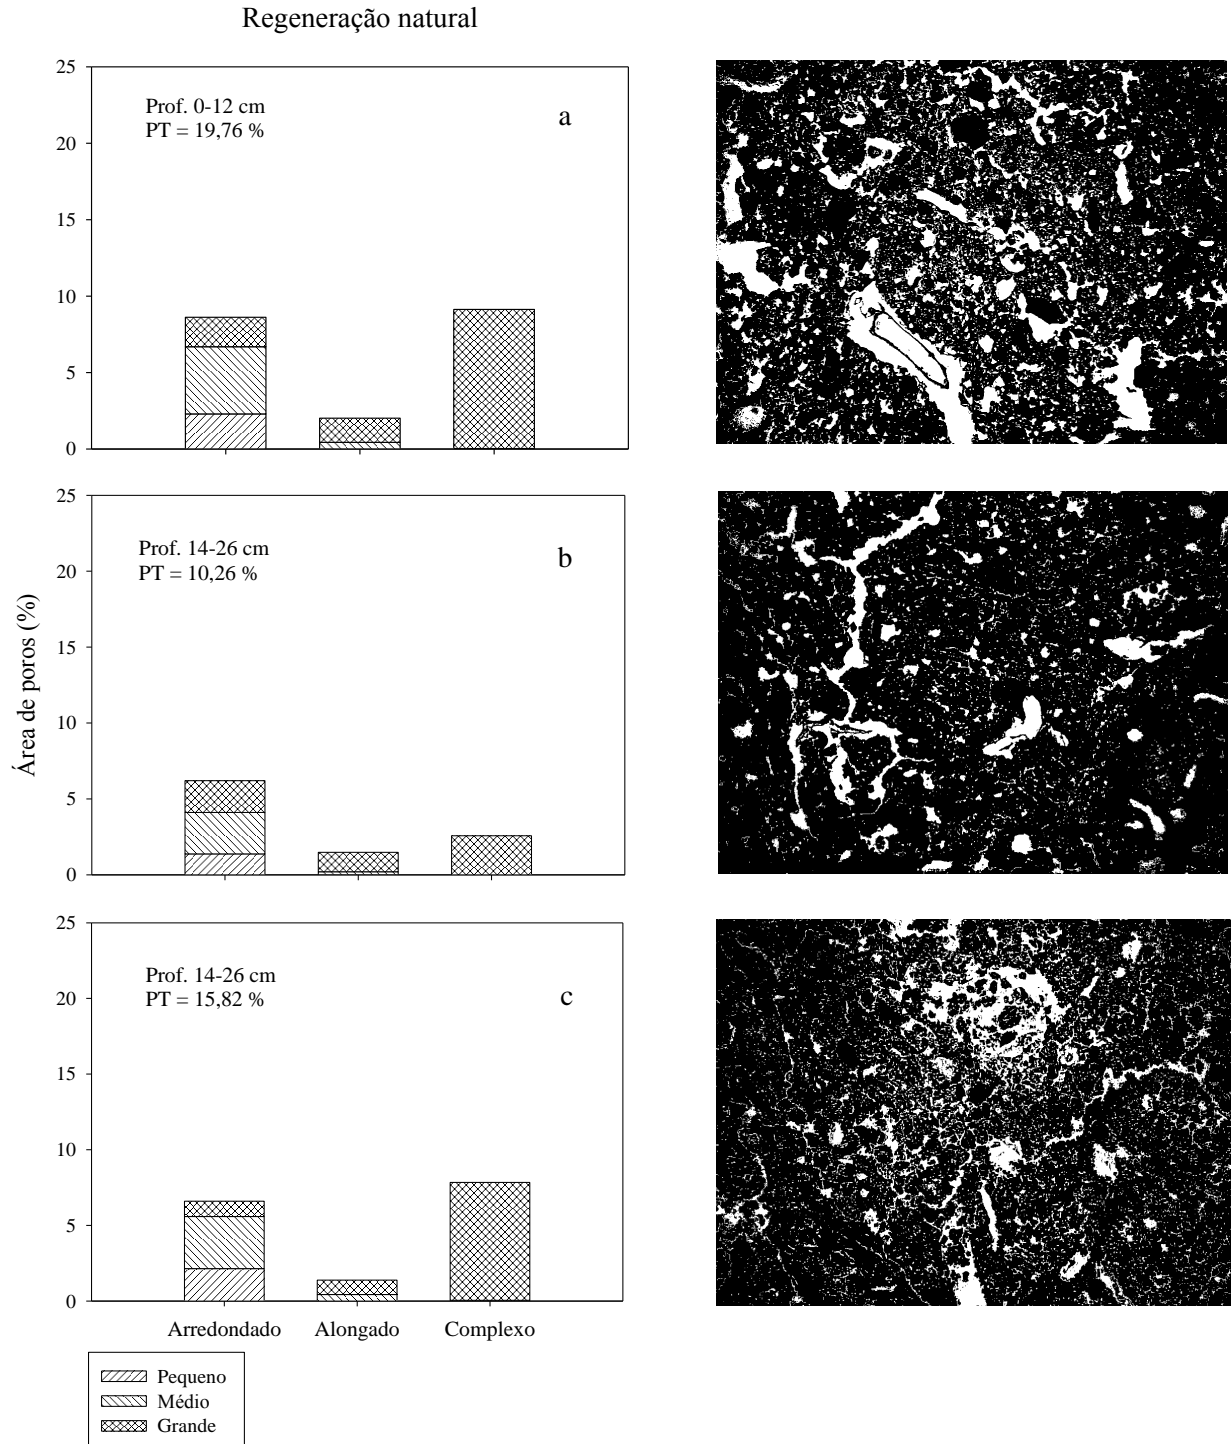 Regeneração natural
25
20
15
10
5
0
Prof. 0-12 cm
PT = 19,76 %
a
25
20
15
10
5
0
Prof. 14-26 cm
PT = 10,26 %
b
Área de poros (%)
25
20
15
10
5
0
Prof. 14-26 cm
PT = 15,82 %
c
Arredondado Alongado Complexo
Pequeno
Médio
Grande